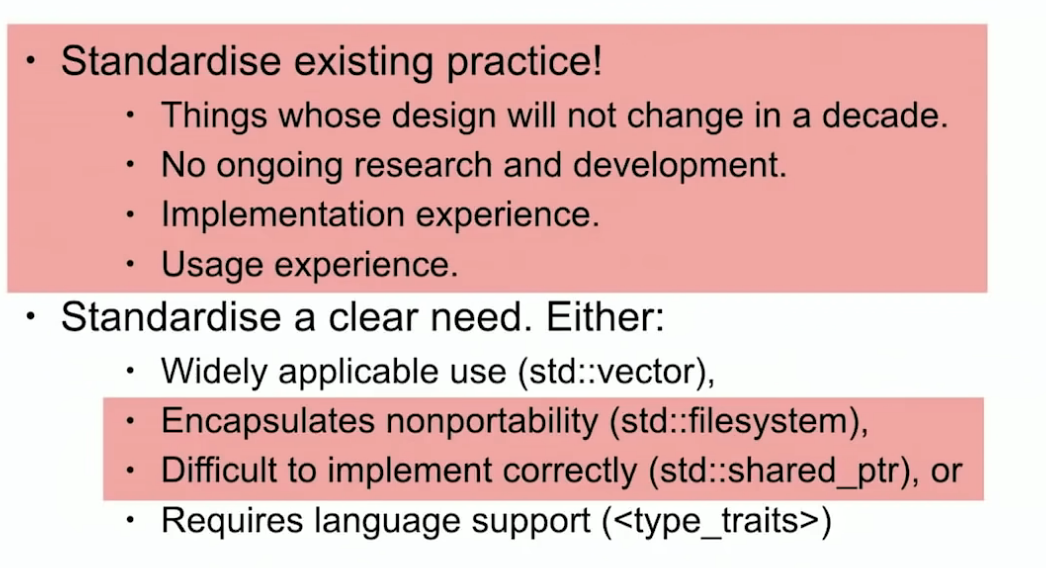 • Standardise existing practice!
• Things whose design will not change in a decade.
• No ongoing research and development.
• Implementation experience.
• Usage experience.
• Standardise a clear need. Either:
• Widely applicable use (std::vector),
• Encapsulates nonportability (std::filesystem),
• Difficult to implement correctly (std::shared_ptr), or
• Requires language support (<type_traits>)